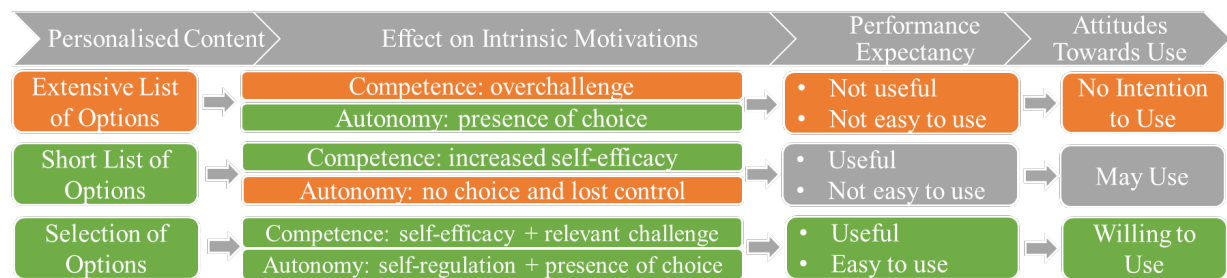 Personalised Content
Effect on Intrinsic Motivations
Performance
Expectancy
Attitudes
Towards Use
Extensive List
of Options
Competence: overchallenge
Autonomy: presence of choice
• Not useful
• Not easy to use
No Intention
to Use
Short List of
Options
Competence: increased self-efficacy
Autonomy: no choice and lost control
• Useful
• Not easy to use
May Use
Selection of
Options
Competence: self-efficacy + relevant challenge
Autonomy: self-regulation + presence of choice
• Useful
• Easy to use
Willing to
Use